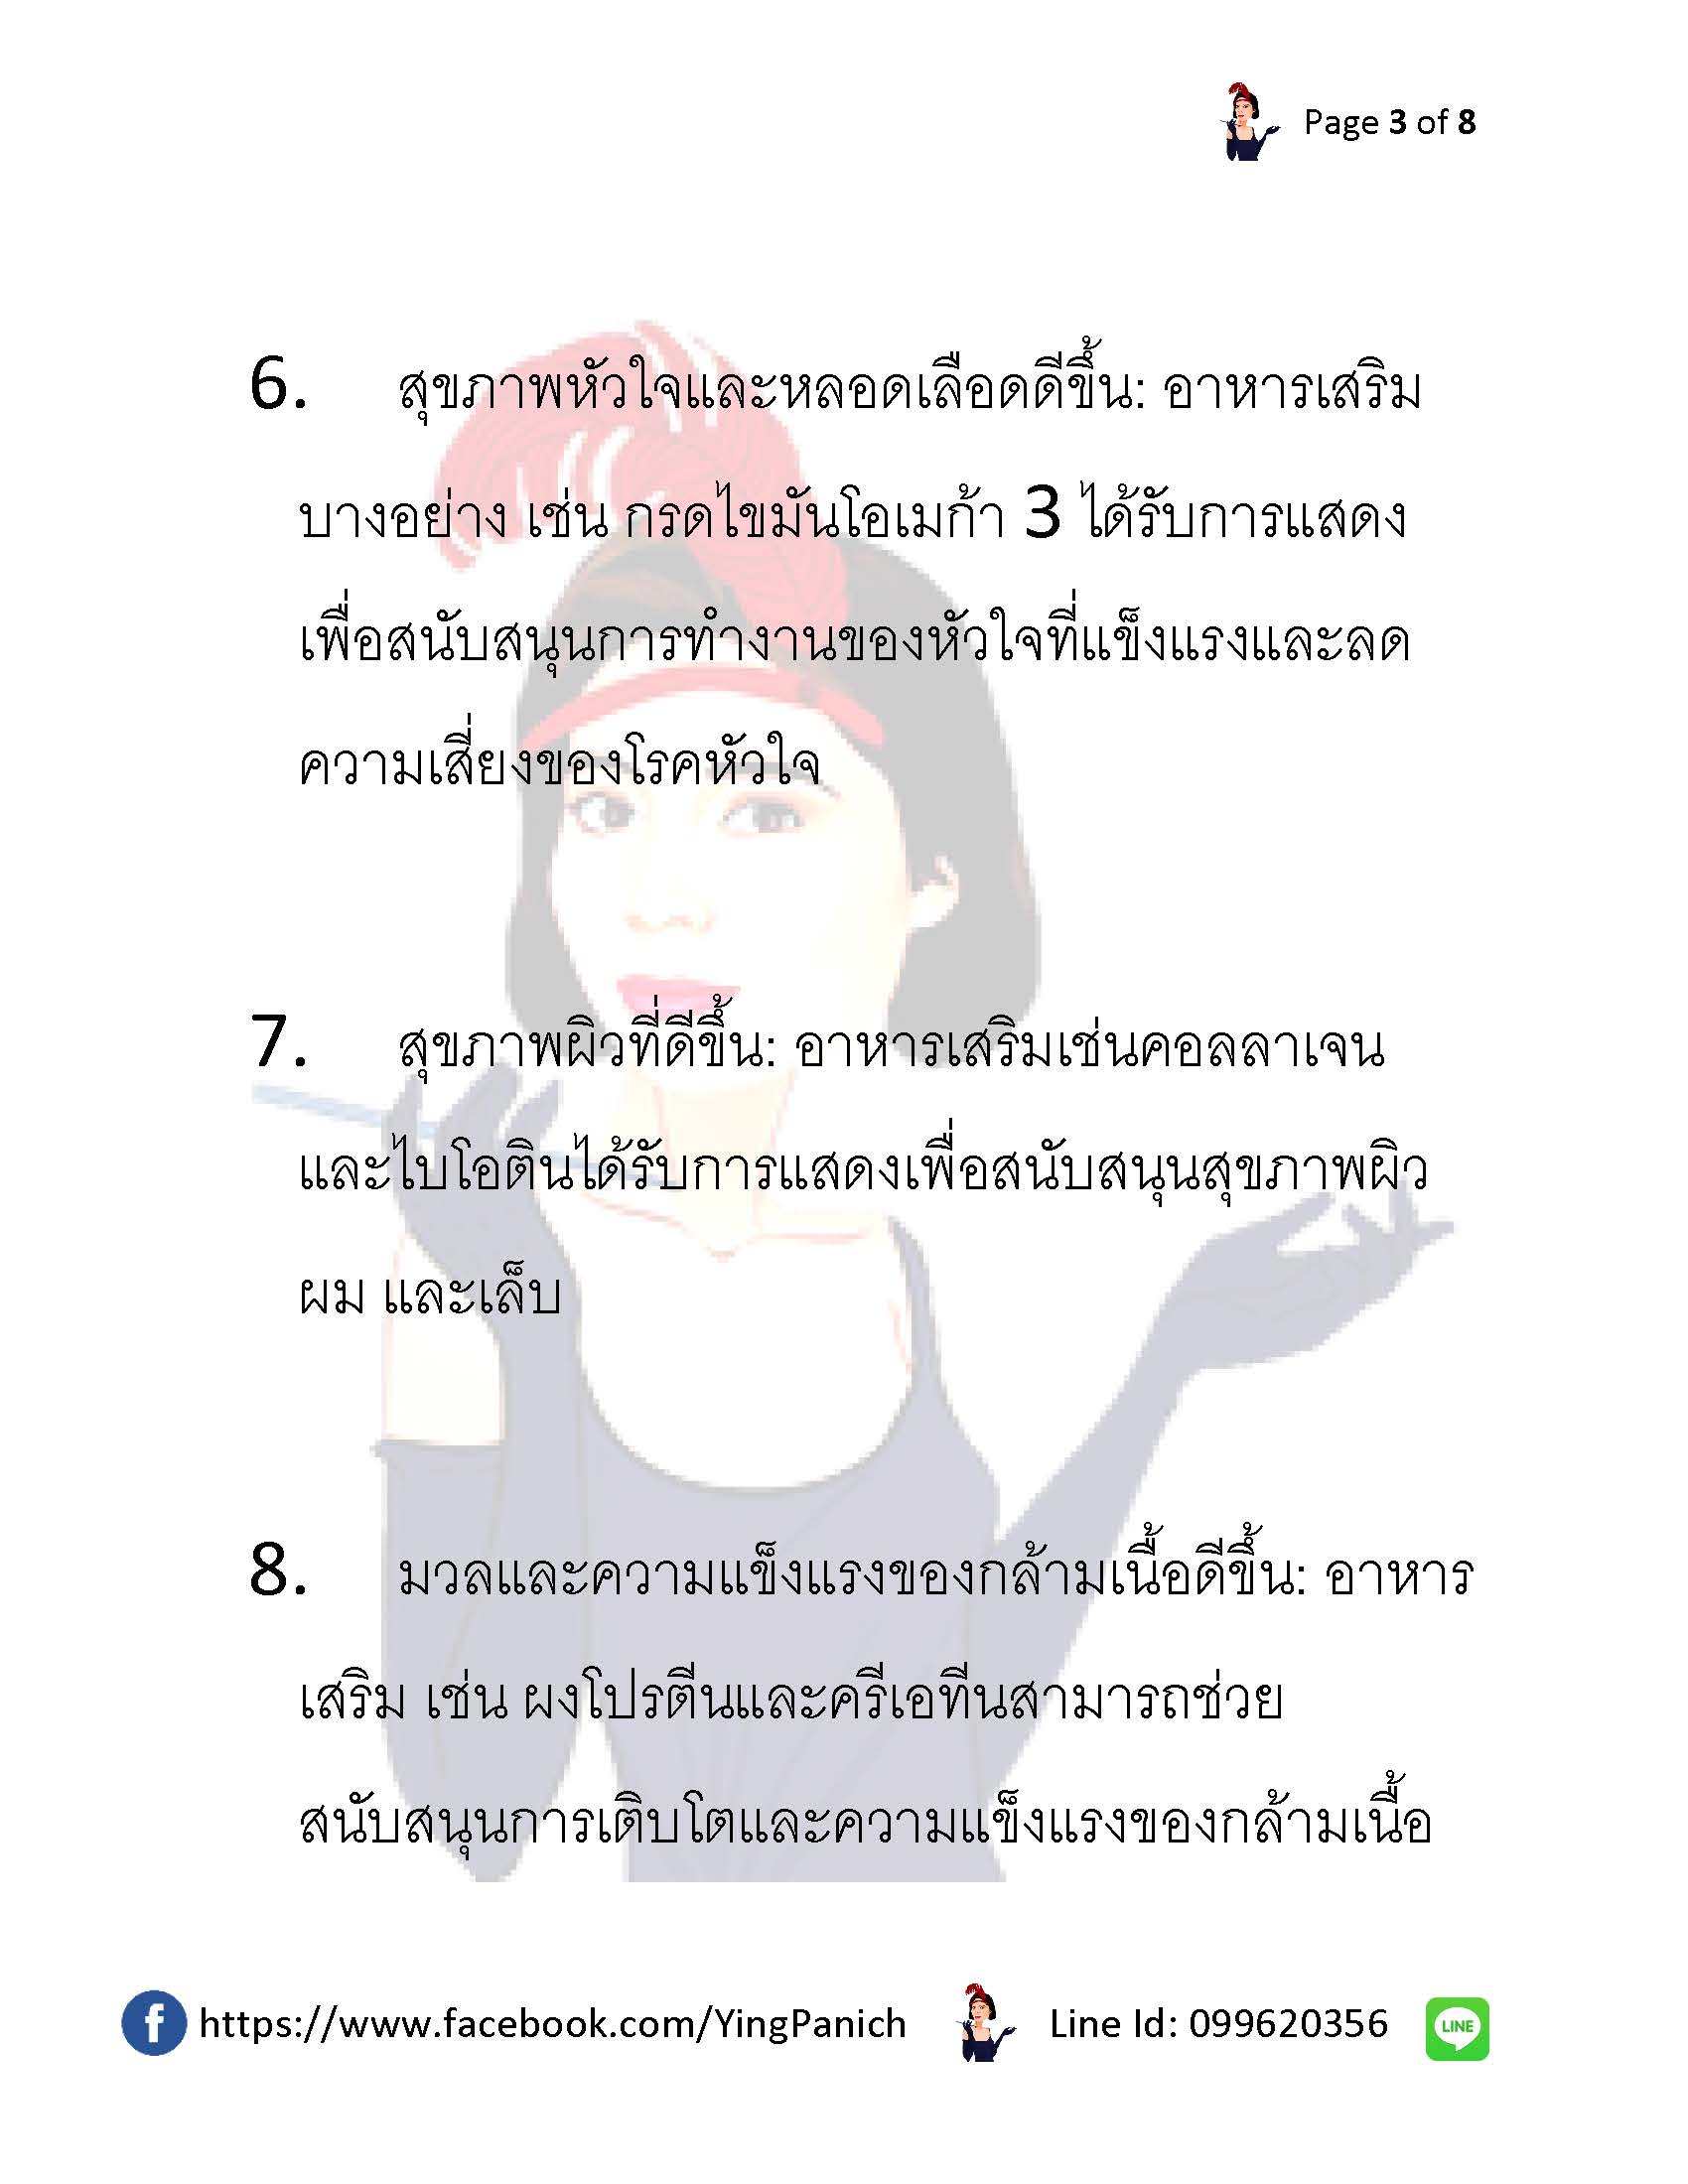 Page 3 of 8
6. สุขภาพหัวใจและหลอดเลือดดีขึ้น: อาหารเสริม
บางอย่าง เช่น กรดไขมันโอเมก้า 3 ได้รับการแสดง
เพื่อสนับสนุนการทำงานของหัวใจที่แข็งแรงและลด
ความเสี่ยงของโรคหัวใจ
7. สุขภาพผิวที่ดีขึ้น: อาหารเสริมเช่นคอลลาเจน
และไบโอตินได้รับการแสดงเพื่อสนับสนุนสุขภาพผิว
ผม และเล็บ
8. มวลและความแข็งแรงของกล้ามเนื้อดีขึ้น: อาหาร
เสริม เช่น ผงโปรตีนและครีเอทีนสามารถช่วย
สนับสนุนการเติบโตและความแข็งแรงของกล้ามเนื้อ
https://www.facebook.com/YingPanich Line Id: 099620356 LINE